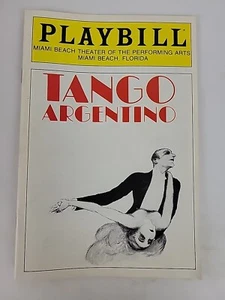 PLAYBILL
MIAMI BEACH THEATER OF THE PERFORMING ARTS
MIAMI BEACH, FLORIDA
TANGO
ARGENTINO